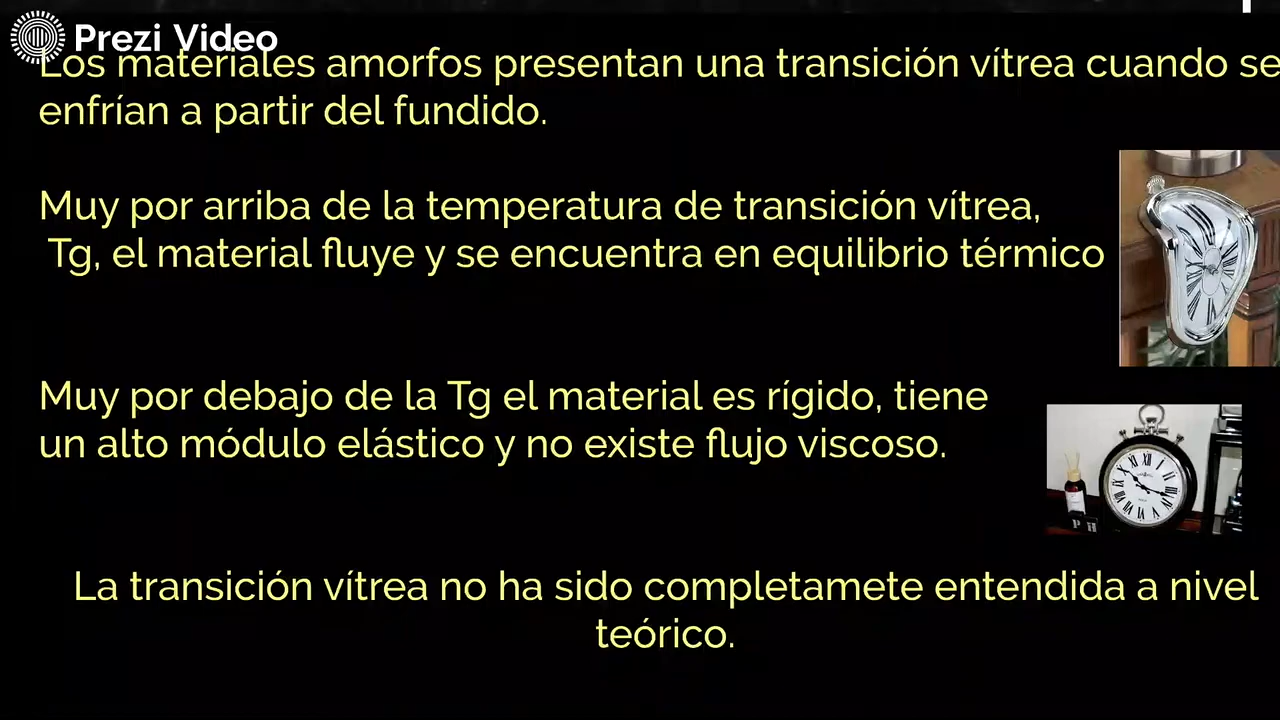 Prezi Video
Los materiales amorfos presentan una transición vítrea cuando se
enfrían a partir del fundido.
Muy por arriba de la temperatura de transición vítrea,
Tg, el material fluye y se encuentra en equilibrio térmico
Muy por debajo de la Tg el material es rígido, tiene
un alto módulo elástico y no existe flujo viscoso.
La transición vítrea no ha sido completamete entendida a nivel
teórico.